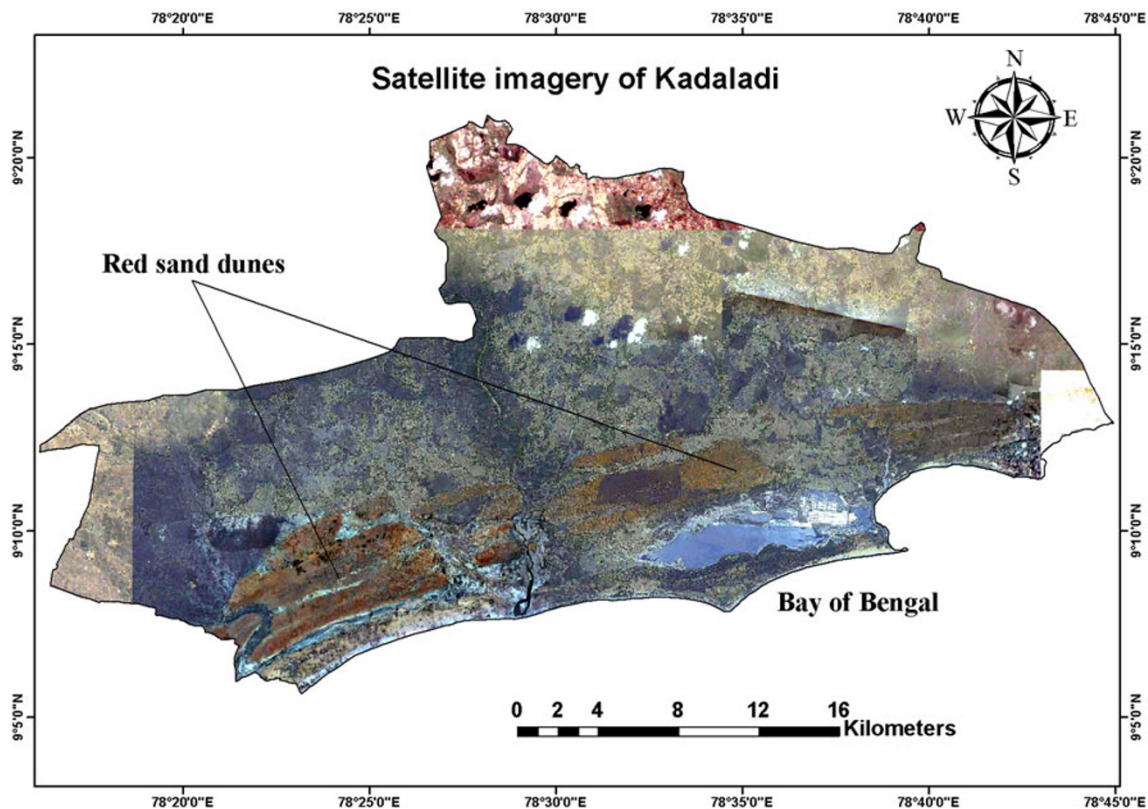 78°20'0"E 78°25'0"E 78°30'0"E 78°35'0"E 78°40'0"E 78°45'0"E
Satellite imagery of Kadaladi
N
W E
S
9°20'0"N 9°20'0"N
Red sand dunes
9°15'0"N 9°15'0"N
9°10'0"N 9°10'0"N
Bay of Bengal
9°5'0"N 9°5'0"N
0 2 4 8 12 16
Kilometers
78°20'0"E 78°25'0"E 78°30'0"E 78°35'0"E 78°40'0"E 78°45'0"E